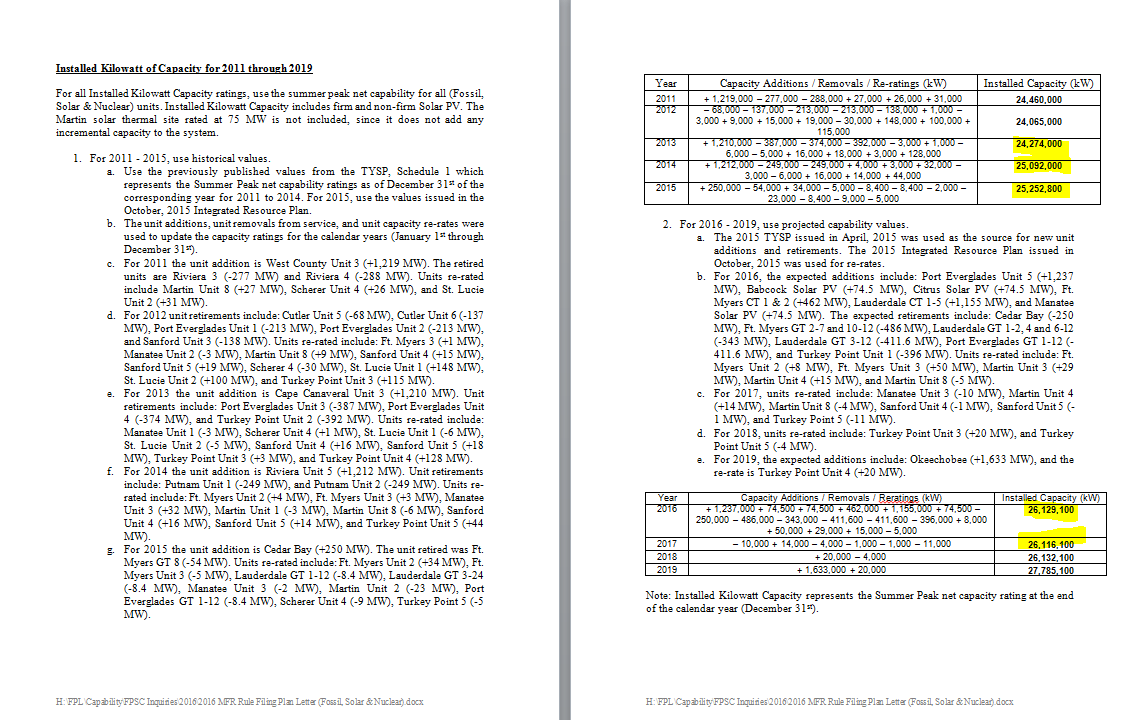 Installed Kilowatt of Capacity for 2011 through 2019
For all Installed Kilowatt Capacity ratings, use the summer peak net capability for all (Fossil,
Solar & Nuclear) units. Installed Kilowatt Capacity includes firm and non-firm Solar PV. The
Martin solar thermal site rated at 75 MW is not included, since it does not add any
incremental capacity to the system.
1. For 2011 - 2015, use historical values.
a. Use the previously published values from the TYSP, Schedule 1 which
represents the Summer Peak net capability ratings as of December 31st of the
corresponding year for 2011 to 2014. For 2015, use the values issued in the
October, 2015 Integrated Resource Plan.
b. The unit additions, unit removals from service, and unit capacity re-rates were
used to update the capacity ratings for the calendar years (January 1st through
December 31st).
c. For 2011 the unit addition is West County Unit 3 (+1,219 MW). The retired
units are Riviera 3 (-277 MW) and Riviera 4 (-288 MW). Units re-rated
include Martin Unit 8 (+27 MW), Scherer Unit 4 (+26 MW), and St. Lucie
Unit 2 (+31 MW).
d. For 2012 unit retirements include: Cutler Unit 5 (-68 MW), Cutler Unit 6 (-137
MW), Port Everglades Unit 1 (-213 MW), Port Everglades Unit 2 (-213 MW),
and Sanford Unit 3 (-138 MW). Units re-rated include: Ft. Myers 3 (+1 MW),
Manatee Unit 2 (-3 MW), Martin Unit 8 (+9 MW), Sanford Unit 4 (+15 MW),
Sanford Unit 5 (+19 MW), Scherer 4 (-30 MW), St. Lucie Unit 1 (+148 MW),
St. Lucie Unit 2 (+100 MW), and Turkey Point Unit 3 (+115 MW).
e. For 2013 the unit addition is Cape Canaveral Unit 3 (+1,210 MW). Unit
retirements include: Port Everglades Unit 3 (-387 MW), Port Everglades Unit
4 (-374 MW), and Turkey Point Unit 2 (-392 MW). Units re-rated include:
Manatee Unit 1 (-3 MW), Scherer Unit 4 (+1 MW), St. Lucie Unit 1 (-6 MW),
St. Lucie Unit 2 (-5 MW), Sanford Unit 4 (+16 MW), Sanford Unit 5 (+18
MW), Turkey Point Unit 3 (+3 MW), and Turkey Point Unit 4 (+128 MW).
f. For 2014 the unit addition is Riviera Unit 5 (+1,212 MW). Unit retirements
include: Putnam Unit 1 (-249 MW), and Putnam Unit 2 (-249 MW). Units re-
rated include: Ft. Myers Unit 2 (+4 MW), Ft. Myers Unit 3 (+3 MW), Manatee
Unit 3 (+32 MW), Martin Unit 1 (-3 MW), Martin Unit 8 (-6 MW), Sanford
Unit 4 (+16 MW), Sanford Unit 5 (+14 MW), and Turkey Point Unit 5 (+44
MW).
g. For 2015 the unit addition is Cedar Bay (+250 MW). The unit retired was Ft.
Myers GT 8 (-54 MW). Units re-rated include: Ft. Myers Unit 2 (+34 MW), Ft.
Myers Unit 3 (-5 MW), Lauderdale GT 1-12 (-8.4 MW), Lauderdale GT 3-24
(-8.4 MW), Manatee Unit 3 (-2 MW), Martin Unit 2 (-23 MW), Port
Everglades GT 1-12 (-8.4 MW), Scherer Unit 4 (-9 MW), Turkey Point 5 (-5
MW).
H:\FPL\Capability\FPSC Inquiries\2016\2016 MFR Rule Filing Plan Letter (Fossil, Solar & Nuclear).docx
Year Capacity Additions / Removals / Re-ratings (kW) Installed Capacity (kW)
2011 + 1,219,000 – 277,000 – 288,000 + 27,000 + 26,000 + 31,000 24,460,000
2012 – 68,000 – 137,000 – 213,000 – 213,000 – 138,000 + 1,000 –
3,000 + 9,000 + 15,000 + 19,000 – 30,000 + 148,000 + 100,000 + 24,065,000
115,000
2013 + 1,210,000 – 387,000 – 374,000 – 392,000 – 3,000 + 1,000 – 24,274,000
6,000 – 5,000 + 16,000 + 18,000 + 3,000 + 128,000
2014 + 1,212,000 – 249,000 – 249,000 + 4,000 + 3,000 + 32,000 – 25,092,000
3,000 – 6,000 + 16,000 + 14,000 + 44,000
2015 + 250,000 – 54,000 + 34,000 – 5,000 – 8,400 – 8,400 – 2,000 – 25,252,800
23,000 – 8,400 – 9,000 – 5,000
2. For 2016 - 2019, use projected capability values.
a. The 2015 TYSP issued in April, 2015 was used as the source for new unit
additions and retirements. The 2015 Integrated Resource Plan issued in
October, 2015 was used for re-rates.
b. For 2016, the expected additions include: Port Everglades Unit 5 (+1,237
MW), Babcock Solar PV (+74.5 MW), Citrus Solar PV (+74.5 MW), Ft.
Myers CT 1 & 2 (+462 MW), Lauderdale CT 1-5 (+1,155 MW), and Manatee
Solar PV (+74.5 MW). The expected retirements include: Cedar Bay (-250
MW), Ft. Myers GT 2-7 and 10-12 (-486 MW), Lauderdale GT 1-2, 4 and 6-12
(-343 MW), Lauderdale GT 3-12 (-411.6 MW), Port Everglades GT 1-12 (-
411.6 MW), and Turkey Point Unit 1 (-396 MW). Units re-rated include: Ft.
Myers Unit 2 (+8 MW), Ft. Myers Unit 3 (+50 MW), Martin Unit 3 (+29
MW), Martin Unit 4 (+15 MW), and Martin Unit 8 (-5 MW).
c. For 2017, units re-rated include: Manatee Unit 3 (-10 MW), Martin Unit 4
(+14 MW), Martin Unit 8 (-4 MW), Sanford Unit 4 (-1 MW), Sanford Unit 5 (-
1 MW), and Turkey Point 5 (-11 MW).
d. For 2018, units re-rated include: Turkey Point Unit 3 (+20 MW), and Turkey
Point Unit 5 (-4 MW).
e. For 2019, the expected additions include: Okeechobee (+1,633 MW), and the
re-rate is Turkey Point Unit 4 (+20 MW).
Year Capacity Additions / Removals / Reratings (kW) Installed Capacity (kW)
2016 + 1,237,000 + 74,500 + 74,500 + 462,000 + 1,155,000 + 74,500 – 26,129,100
250,000 – 486,000 – 343,000 – 411,600 – 411,600 – 396,000 + 8,000
+ 50,000 + 29,000 + 15,000 – 5,000
2017 – 10,000 + 14,000 – 4,000 – 1,000 – 1,000 – 11,000 26,116,100
2018 + 20,000 – 4,000 26,132,100
2019 + 1,633,000 + 20,000 27,785,100
Note: Installed Kilowatt Capacity represents the Summer Peak net capacity rating at the end
of the calendar year (December 31st).
H:\FPL\Capability\FPSC Inquiries\2016\2016 MFR Rule Filing Plan Letter (Fossil, Solar & Nuclear).docx